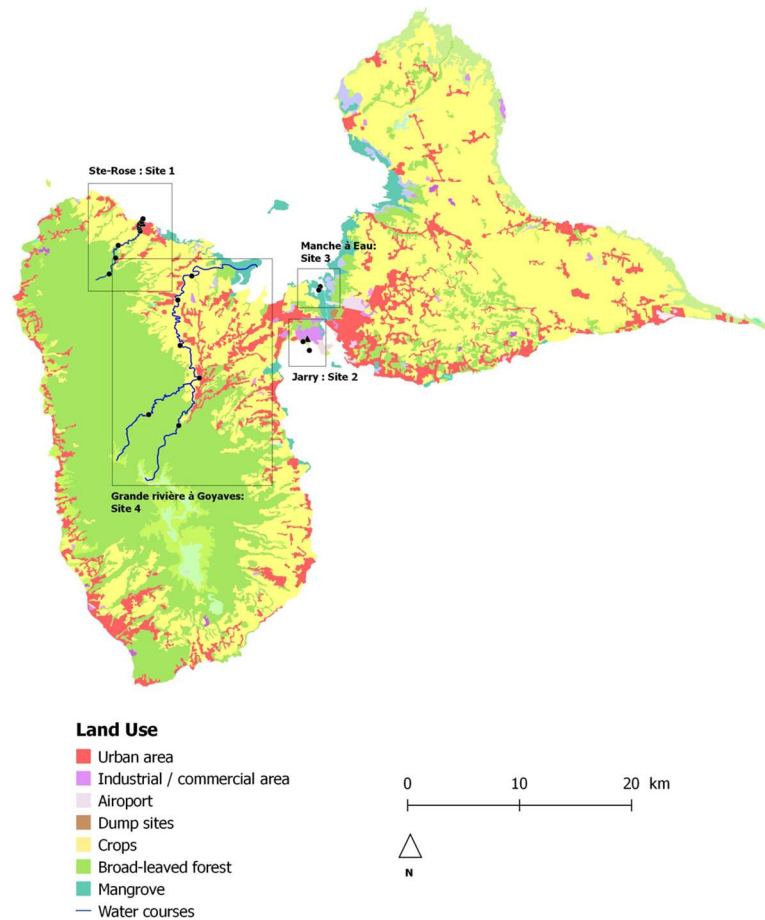 Ste-Rose : Site 1
Manche à Eau:
Site 3
Jarry : Site 2
Grande rivière à Goyaves:
Site 4
Land Use
Urban area
Industrial / commercial area
Airoport
Dump sites
Crops
Broad-leaved forest
Mangrove
Water courses
0 10 20 km
N